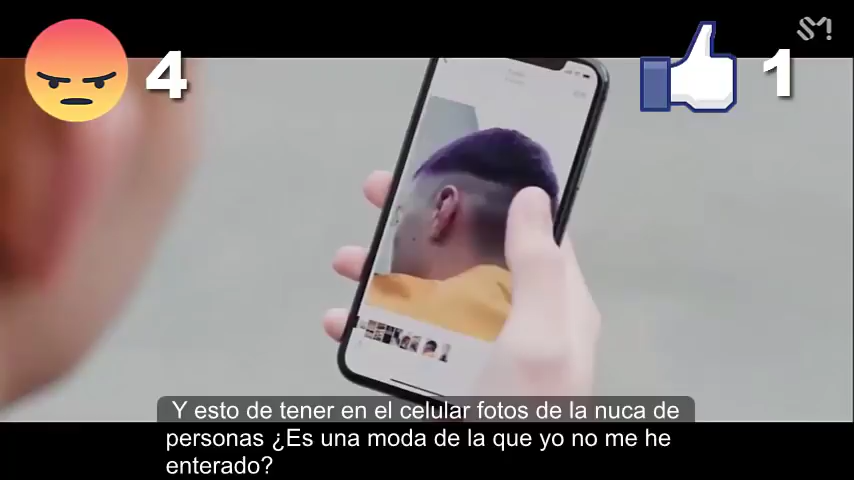 SM!
4
1
Y esto de tener en el celular fotos de la nuca de
personas ¿Es una moda de la que yo no me he
enterado?